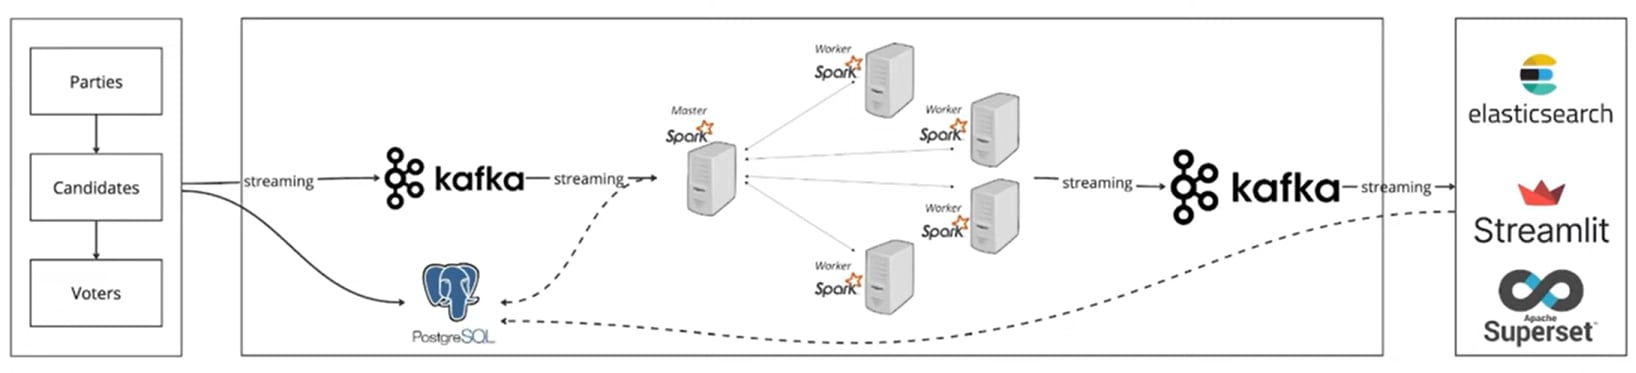 Parties
Candidates
Voters
streaming
kafka
streaming
PostgreSQL
Master
Spark
Worker
Spark
Worker
Spark
Worker
Spark
Worker
Spark
streaming
kafka
streaming
elasticsearch
Streamlit
Apache
Superset™